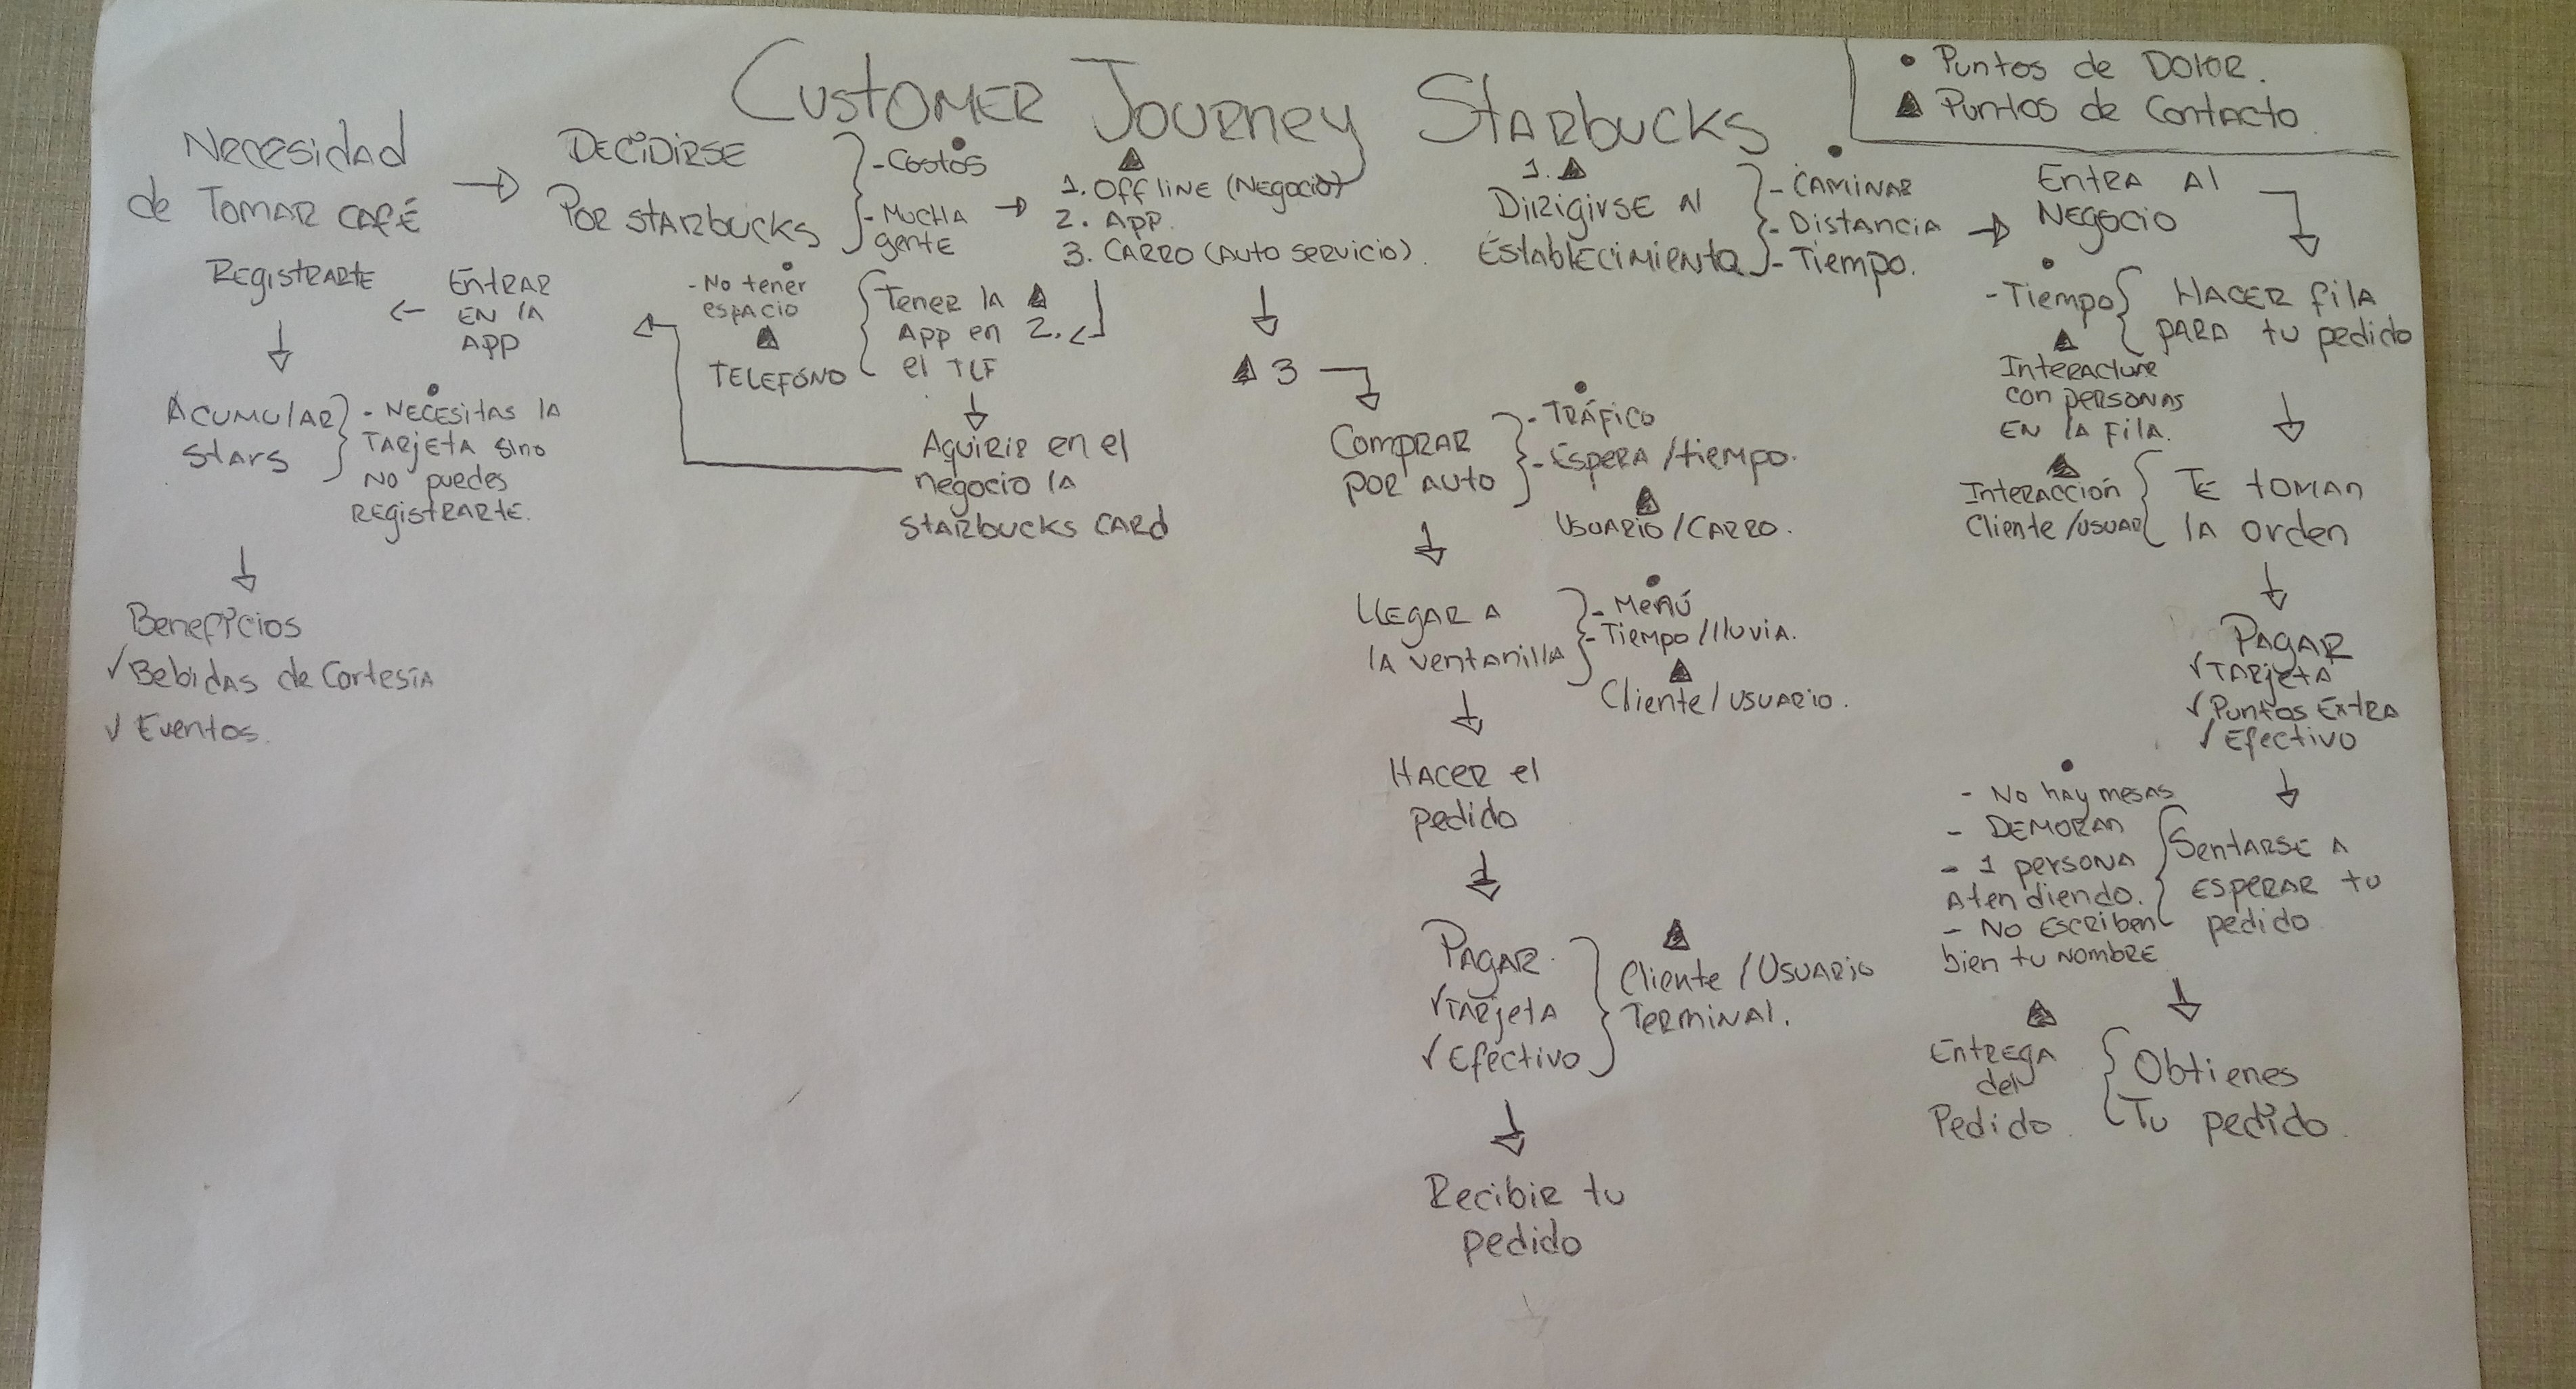 Customer Journey Starbucks
• Puntos de Dolor.
▲ Puntos de Contacto.
Necesidad
de Tomar café
→
Decidirse
Por Starbucks
- Costos
- Mucha
gente
→
1. Offline (Negocio)
2. App.
3. Carro (Auto servicio).
1. ▲
Dirigirse al
Establecimiento
- Caminar
- Distancia
- Tiempo.
→
Entra al
Negocio
- Tiempo
Hacer fila
para tu pedido
Interactúre
con personas
en la fila.
Te toman
la orden
Interacción
Cliente/usuar
Pagar
✓ Tarjeta
✓ Puntos Extra
✓ Efectivo
Sentarse a
esperar tu
pedido
- No hay mesas
- Demoran
- 1 persona
Atendiendo.
- No escriben
bien tu nombre
Obtienes
Tu pedido.
Entrega
del
Pedido.
▲ 3
Comprar
por auto
- Tráfico
- Espera/tiempo.
Usuario/Carro.
Llegar a
la ventanilla
- Menú
- Tiempo/lluvia.
Cliente/usuario.
Hacer el
pedido
Pagar.
✓ Tarjeta
✓ Efectivo
Cliente/Usuario
Terminal.
Recibir tu
pedido
Tener la ▲
App en 2.
el TLF
- No tener
espacio
Telefóno
Aquirir en el
negocio la
Starbucks Card
Entrar
en la
App
Registrarte
Acumular
Stars
- Necesitas la
Tarjeta sino
no puedes
registrarte.
Beneficios
✓ Bebidas de Cortesía
✓ Eventos.